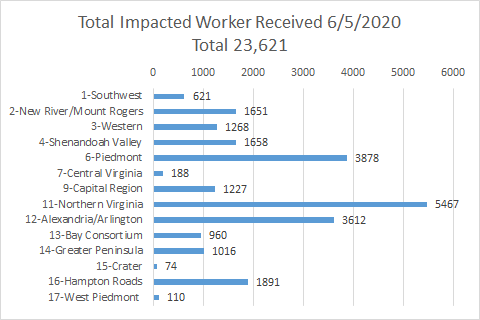 Total Impacted Worker Received 6/5/2020
Total 23,621
0 1000 2000 3000 4000 5000 6000
1-Southwest 621
2-New River/Mount Rogers 1651
3-Western 1268
4-Shenandoah Valley 1658
6-Piedmont 3878
7-Central Virginia 188
9-Capital Region 1227
11-Northern Virginia 5467
12-Alexandria/Arlington 3612
13-Bay Consortium 960
14-Greater Peninsula 1016
15-Crater 74
16-Hampton Roads 1891
17-West Piedmont 110